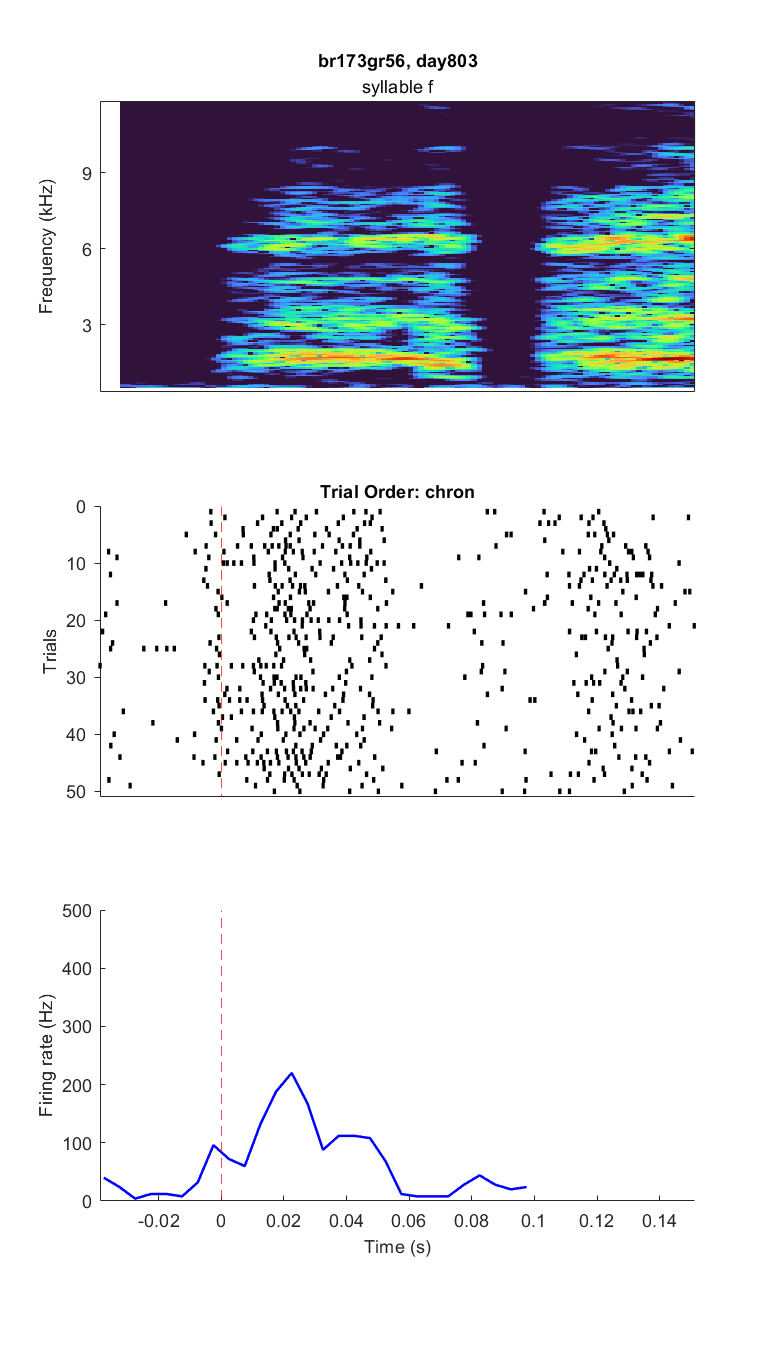 br173gr56, day803
syllable f
9
6
3
Frequency (kHz)
Trial Order: chron
0
10
20
30
40
50
Trials
500
400
300
200
100
0
Firing rate (Hz)
-0.02 0 0.02 0.04 0.06 0.08 0.1 0.12 0.14
Time (s)